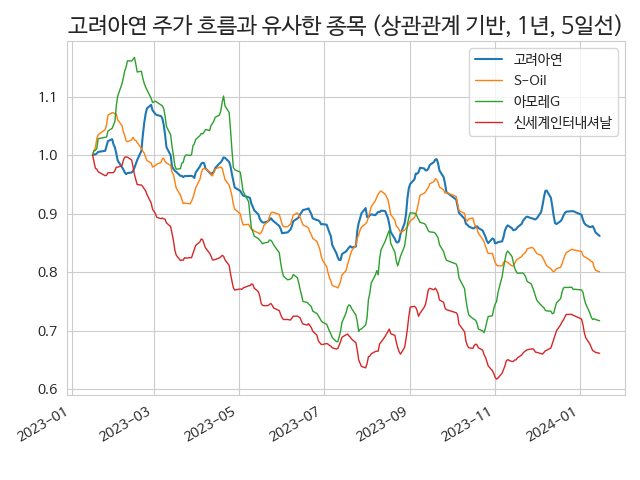 고려아연 주가 흐름과 유사한 종목 (상관관계 기반, 1년, 5일선)
고려아연
S-Oil
아모레G
신세계인터내셔날
1.1
1.0
0.9
0.8
0.7
0.6
2023-01
2023-03
2023-05
2023-07
2023-09
2023-11
2024-01